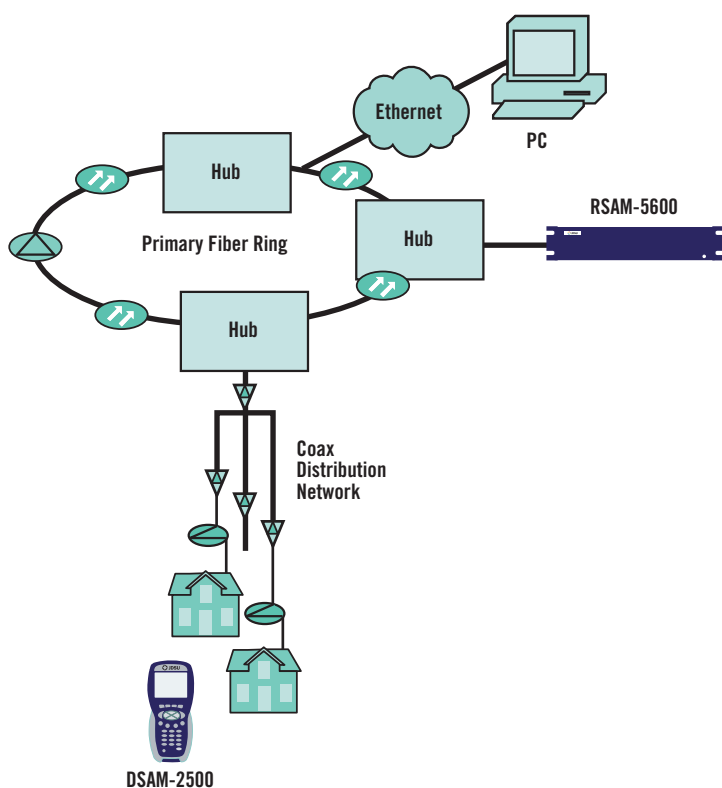 Ethernet
PC
Hub
RSAM-5600
Primary Fiber Ring
Hub
Hub
Coax
Distribution
Network
JDSU
DSAM-2500